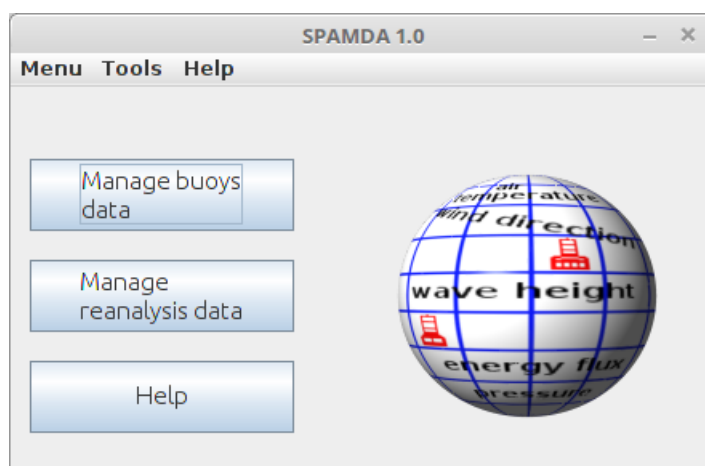 SPAMDA 1.0
Menu Tools Help
Manage buoys
data
Manage
reanalysis data
Help
air
temperature
wind direction
wave height
energy flux
pressure